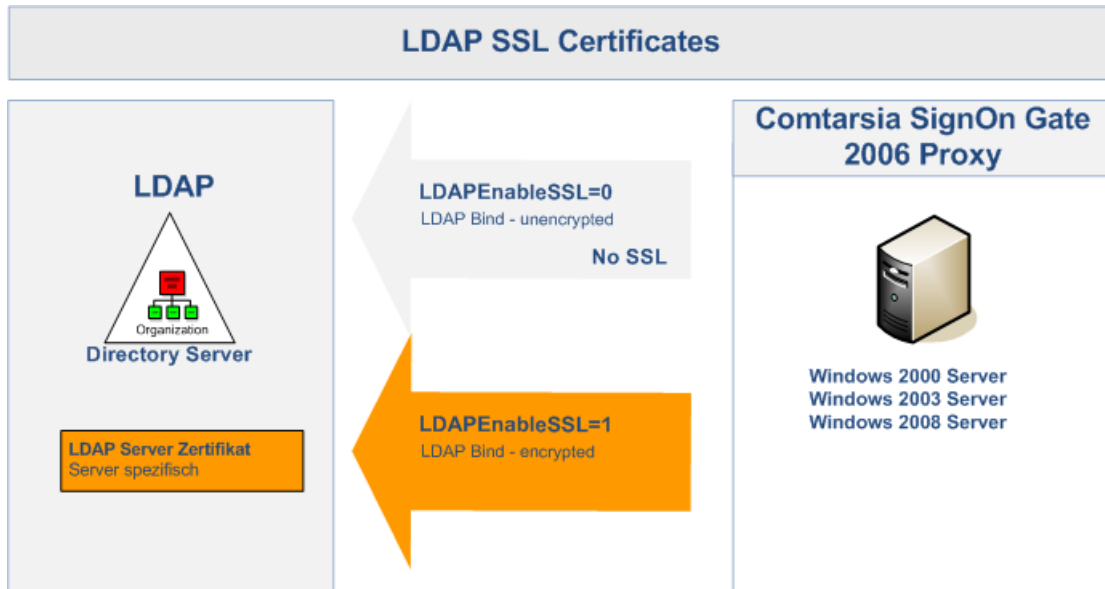 LDAP SSL Certificates
LDAP
Organization
Directory Server
LDAP Server Zertifikat
Server spezifisch
LDAPEnableSSL=0
LDAP Bind - unencrypted
No SSL
LDAPEnableSSL=1
LDAP Bind - encrypted
Comtarsia SignOn Gate
2006 Proxy
Windows 2000 Server
Windows 2003 Server
Windows 2008 Server